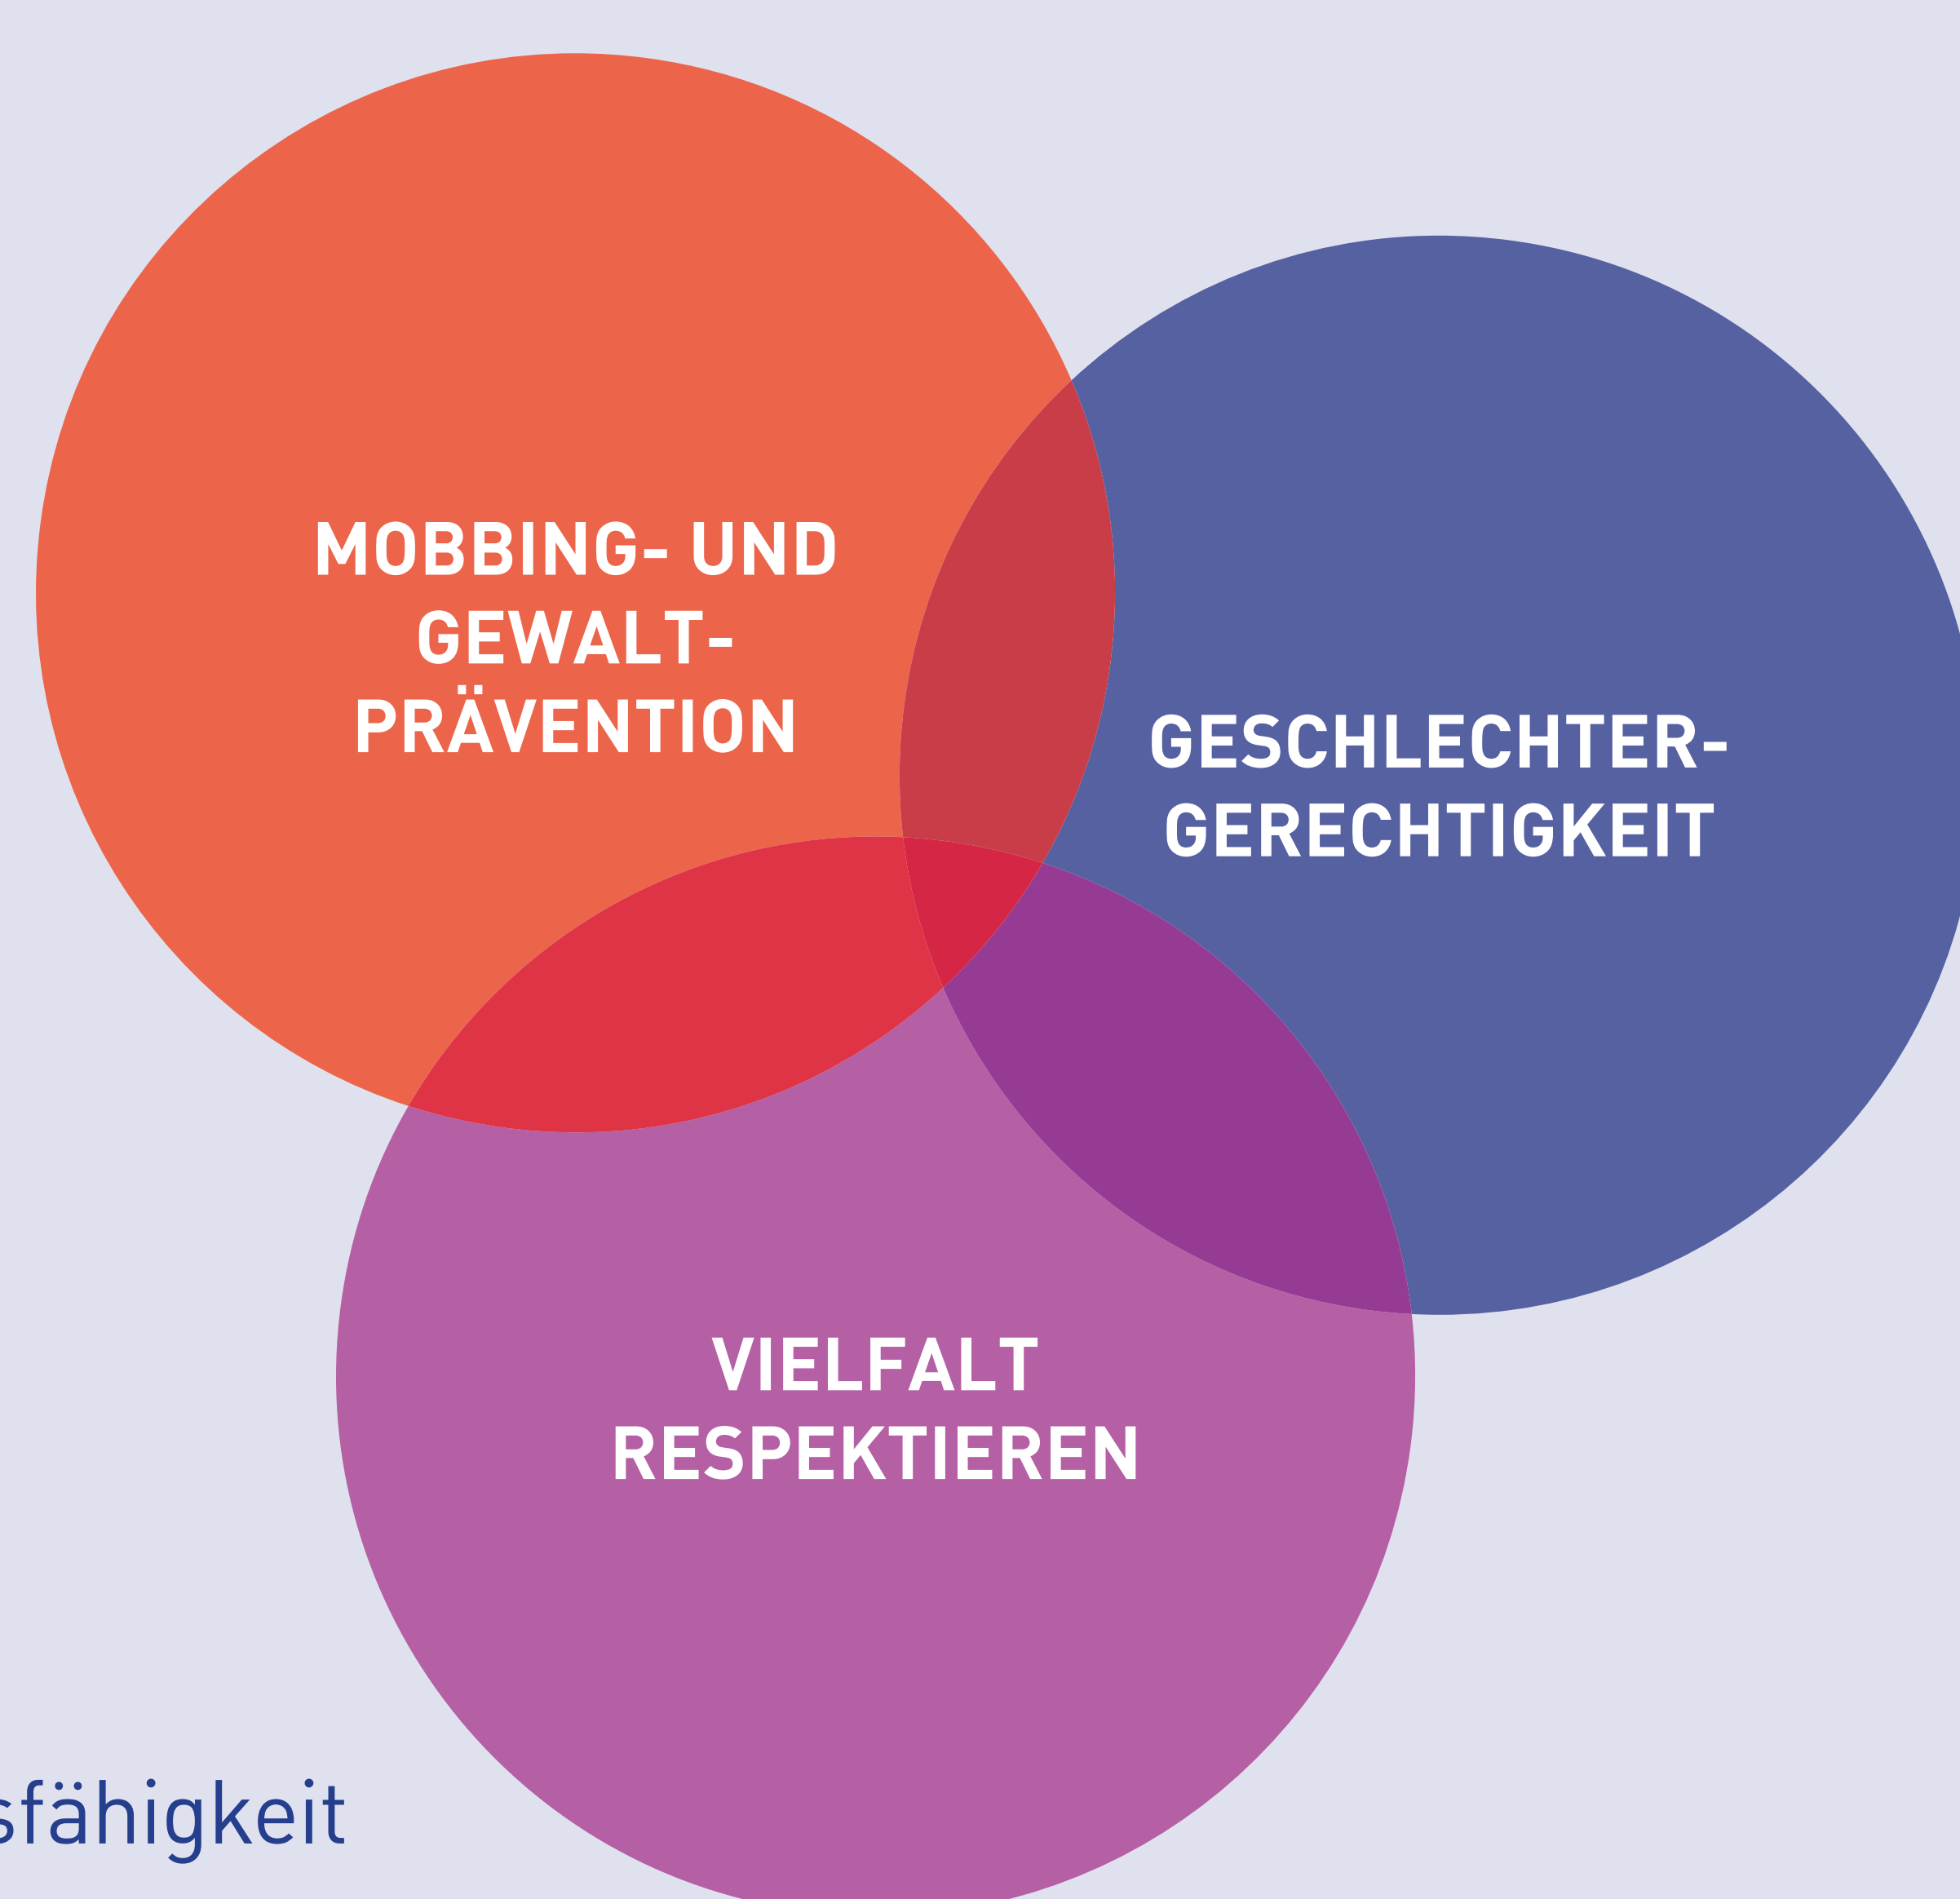 MOBBING- UND
GEWALT-
PRÄVENTION
GESCHLECHTER-
GERECHTIGKEIT
VIELFALT
RESPEKTIEREN
sfähigkeit